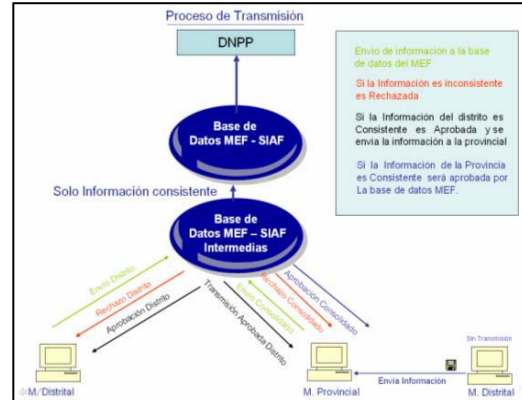 Proceso de Transmisión
DNPP
Envio de información a la base
de datos del MEF
Si la Información es inconsistente
es Rechazada
Si la Información del distrito es
Consistente es Aprobada y se
envia la información a la provincial
Si la Información de la Provincia
es Consistente será aprobada por
La base de datos MEF.
Base de
Datos MEF - SIAF
Solo Información consistente
Base de
Datos MEF – SIAF
Intermedias
Envío Distrito
Rechazo Distrito
Aprobación Distrito
Transmisión Aprobada Distrito
Envío Consolidado
Rechazo Consolidado
Aprobación Consolidado
Sin Transmisión
M. Distrital
M. Provincial
Envia Información
M. Distrital